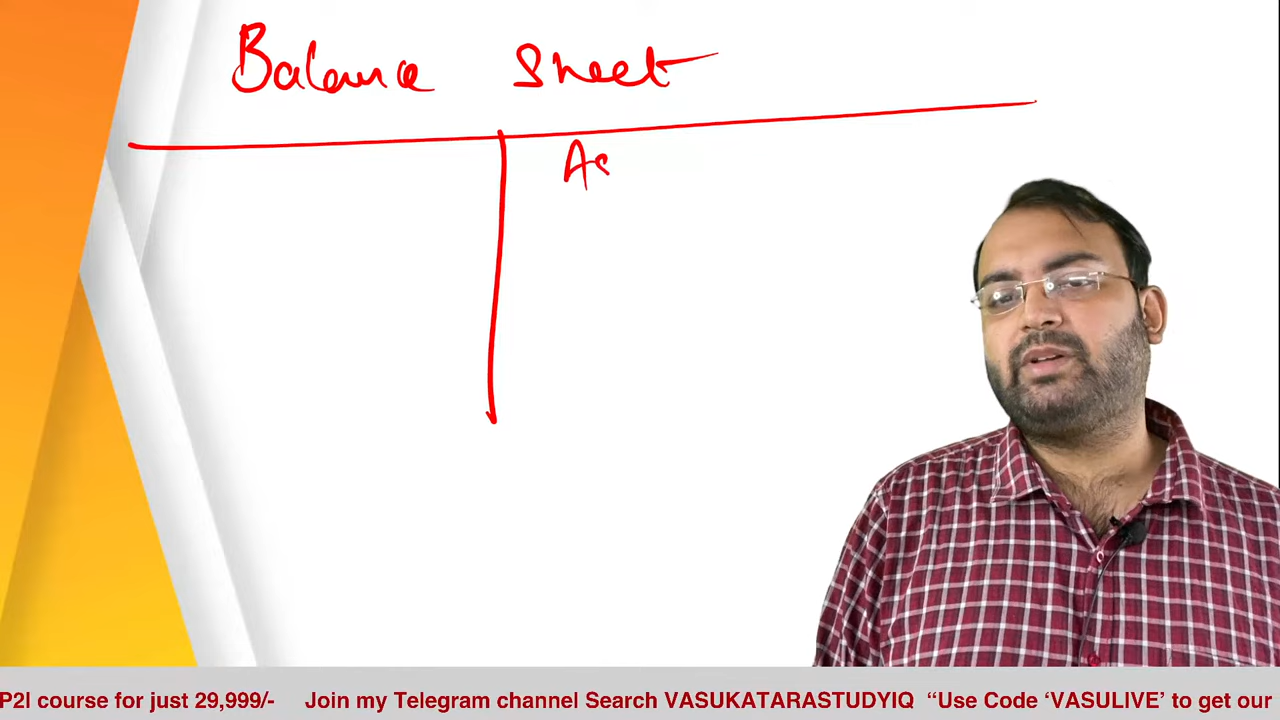 Balance Sheet
As
P2I course for just 29,999/- Join my Telegram channel Search VASUKATARASTUDYIQ “Use Code ‘VASULIVE’ to get our